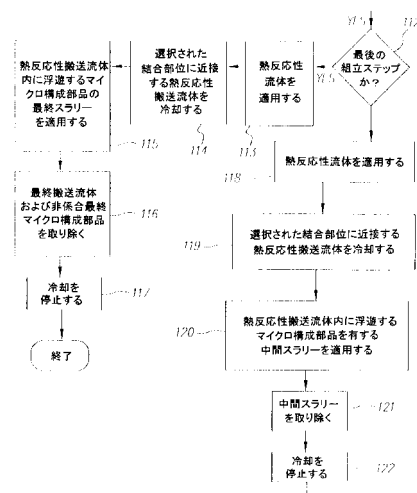 YES
112
最後の
組立ステップ
か?
YES
熱反応性
流体を
適用する
113
選択された
結合部位に近接
する熱反応性
搬送流体を
冷却する
114
熱反応性搬送流体
内に浮遊するマイ
クロ構成部品の
最終スラリー
を適用する
115
最終搬送流体
および非係合最終
マイクロ構成部品
を取り除く
116
冷却を
停止する
117
終了
熱反応性流体を適用する
118
選択された結合部位に近接する
熱反応性搬送流体を冷却する
119
熱反応性搬送流体内に浮遊する
マイクロ構成部品を有する
中間スラリーを適用する
120
中間スラリー
を取り除く
121
冷却を
停止する
122